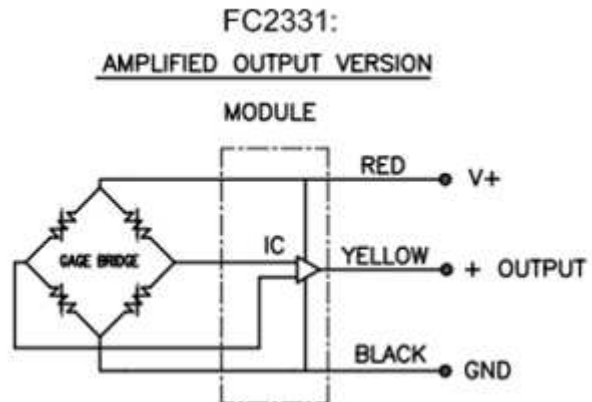 FC2331:
AMPLIFIED OUTPUT VERSION
MODULE
RED
V+
IC
YELLOW
GAGE BRIDGE
+ OUTPUT
BLACK
GND